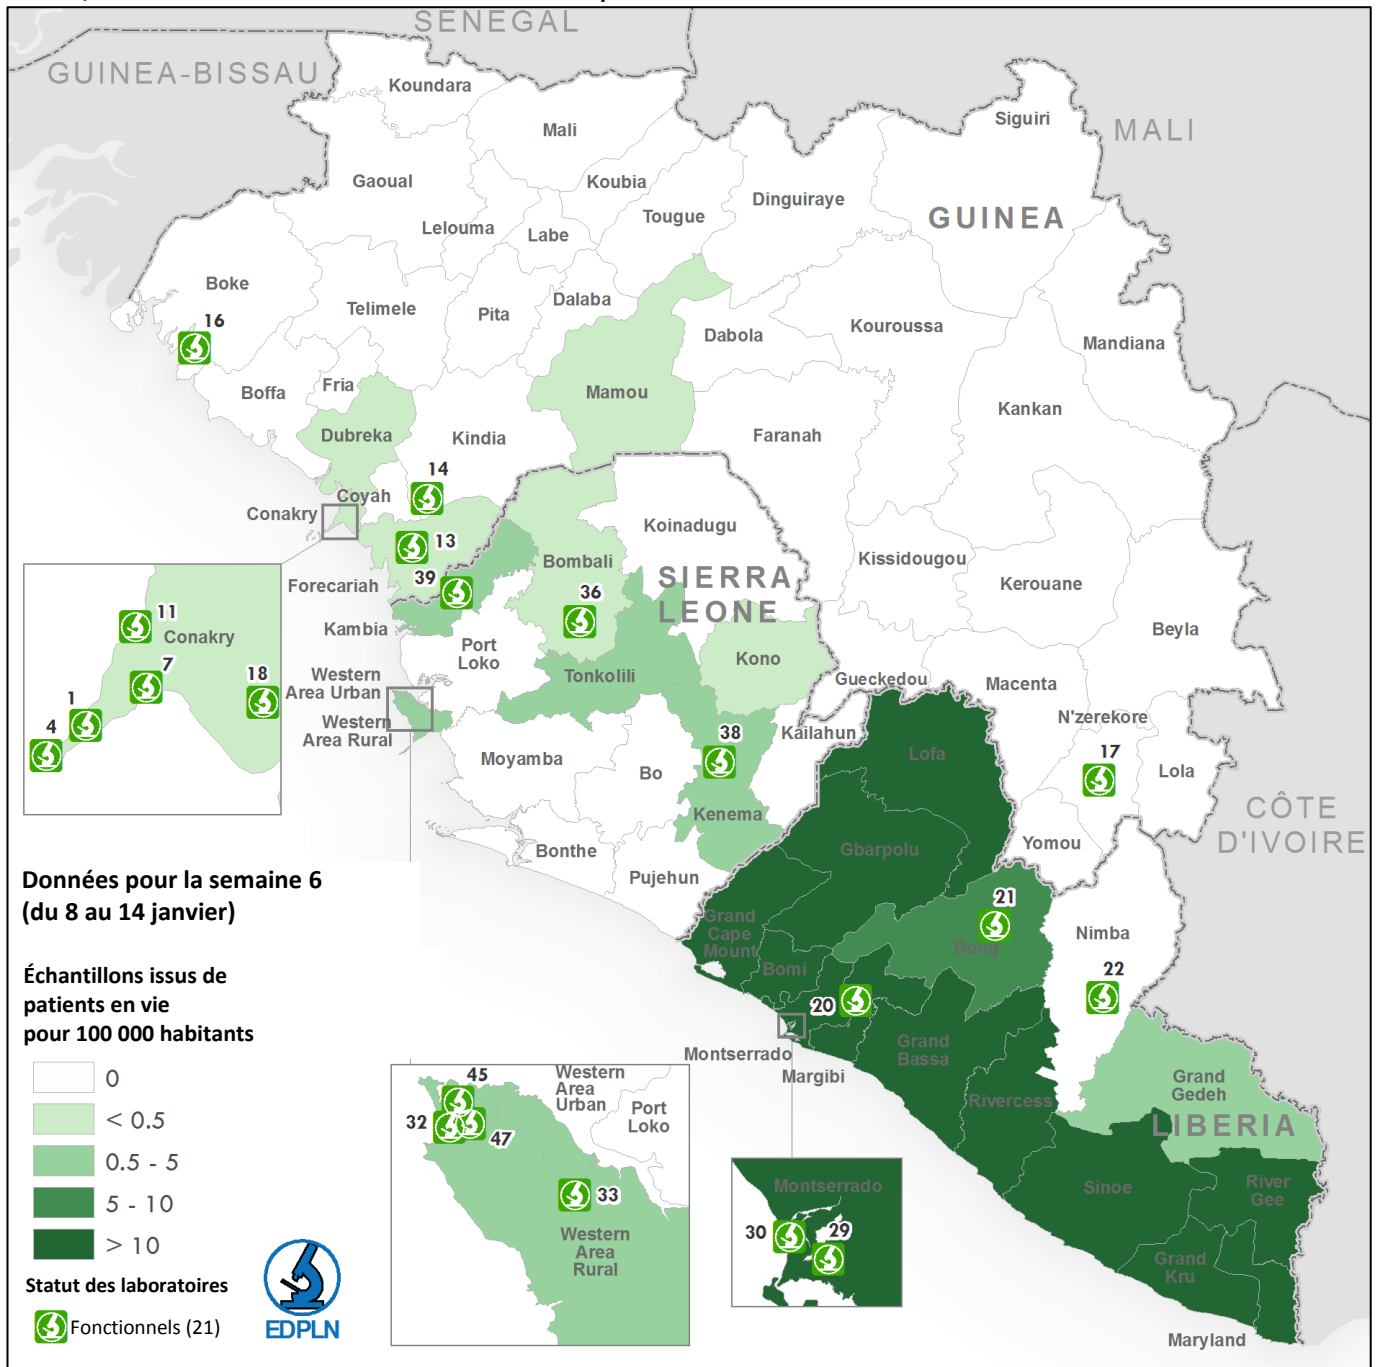 SENEGAL
GUINEA-BISSAU
Koundara
Mali
Siguiri
MALI
Gaoual
Koubia
Dinguiraye
Tougue
GUINEA
Lelouma
Labe
Boke
Telimele
Pita
Dalaba
Dabola
Kouroussa
Mandiana
16
Boffa
Fria
Mamou
Kankan
Dubreka
Kindia
Faranah
14
Coyah
Conakry
Koinadugu
13
Bombali
Kissidougou
Kerouane
39
Forecariah
SIERRA
LEONE
36
Kambia
Beyla
11
Conakry
7
18
1
4
Port
Loko
Kono
Western
Area Urban
Tonkolili
Gueckedou
Macenta
Western
Area Rural
N'zerekore
Kailahun
38
17
Lola
Moyamba
Bo
Lofa
Kenema
CÔTE
D'IVOIRE
Bonthe
Gbarpolu
Yomou
Pujehun
Données pour la semaine 6
(du 8 au 14 janvier)
21
Grand
Cape
Mount
Bong
Nimba
Bomi
22
Échantillons issus de
patients en vie
pour 100 000 habitants
20
Grand
Bassa
Montserrado
Margibi
0
< 0.5
0.5 - 5
5 - 10
> 10
45
Western
Area
Urban
Port
Loko
32
47
33
Western
Area
Rural
Rivercess
Grand
Gedeh
LIBERIA
Montserrado
30
29
Sinoe
River
Gee
Grand
Kru
Maryland
Statut des laboratoires
Fonctionnels (21)
EDPLN